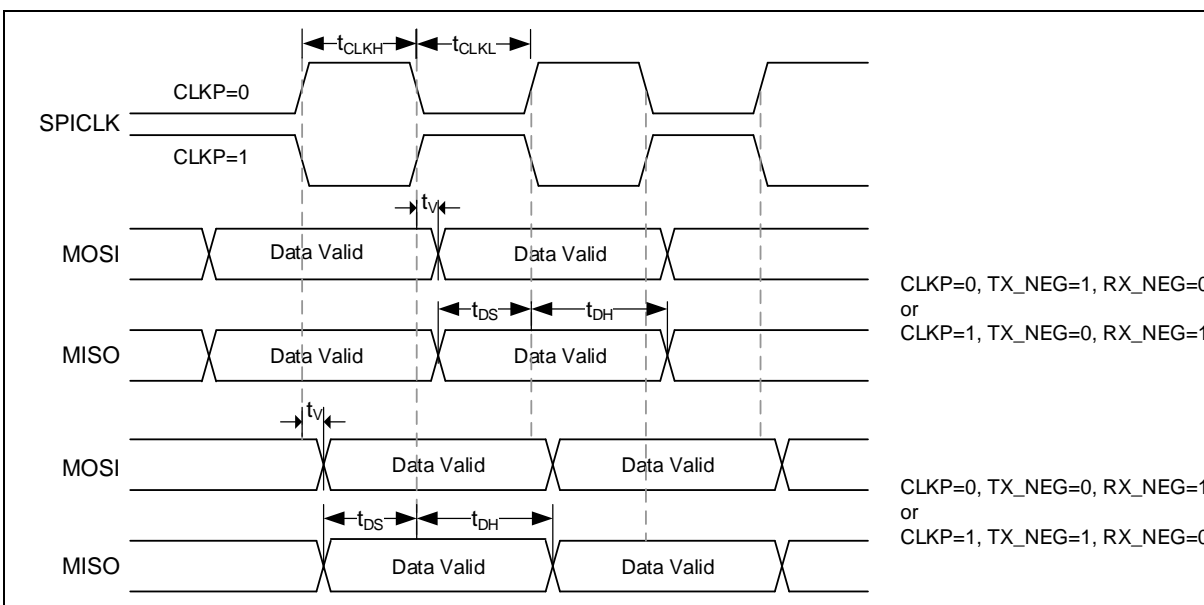 tCLKH
tCLKL
CLKP=0
SPICLK
CLKP=1
tV
MOSI
Data Valid
Data Valid
CLKP=0, TX_NEG=1, RX_NEG=0
or
CLKP=1, TX_NEG=0, RX_NEG=1
tDS
tDH
MISO
Data Valid
Data Valid
tV
MOSI
Data Valid
Data Valid
CLKP=0, TX_NEG=0, RX_NEG=1
or
CLKP=1, TX_NEG=1, RX_NEG=0
tDS
tDH
MISO
Data Valid
Data Valid